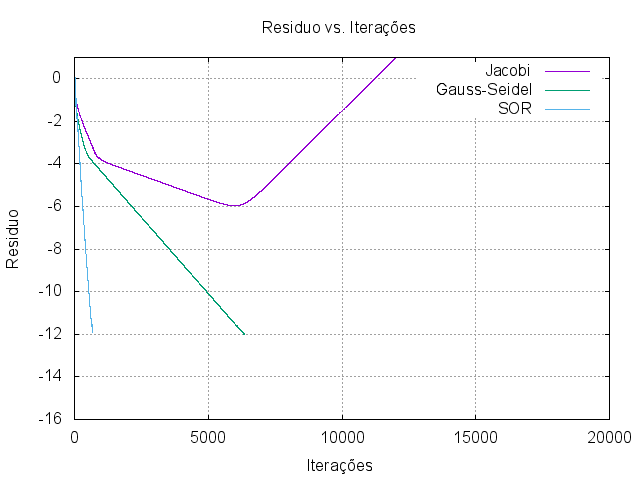 Residuo vs. Iterações
Jacobi
Gauss-Seidel
SOR
0
-2
-4
-6
-8
-10
-12
-14
-16
Residuo
0 5000 10000 15000 20000
Iterações